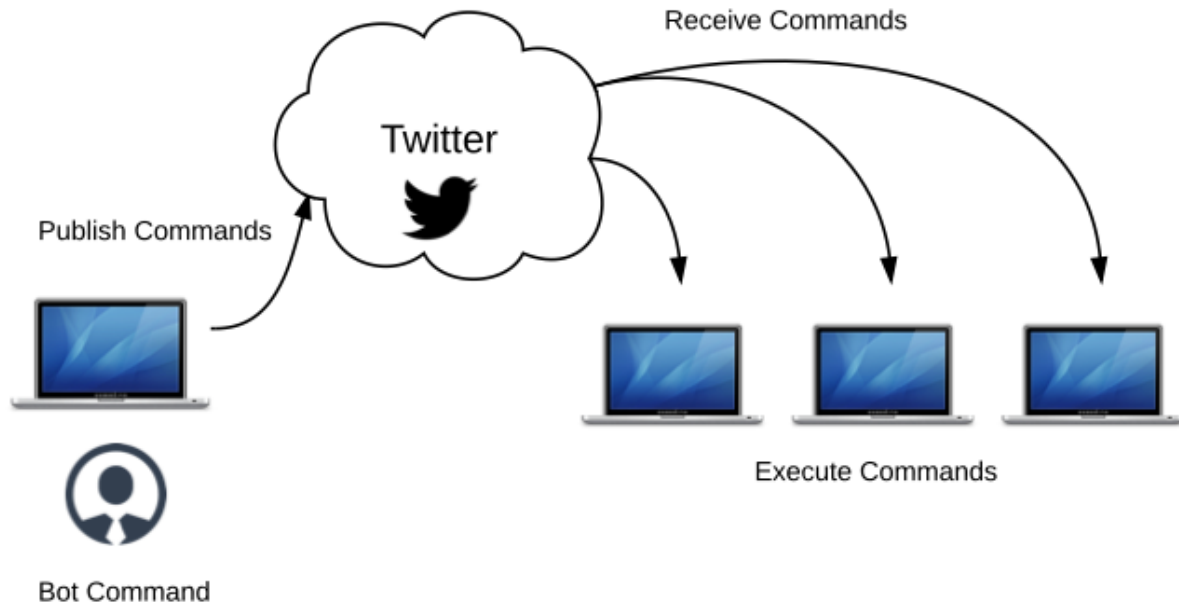 Receive Commands
Twitter
Publish Commands
Execute Commands
Bot Command